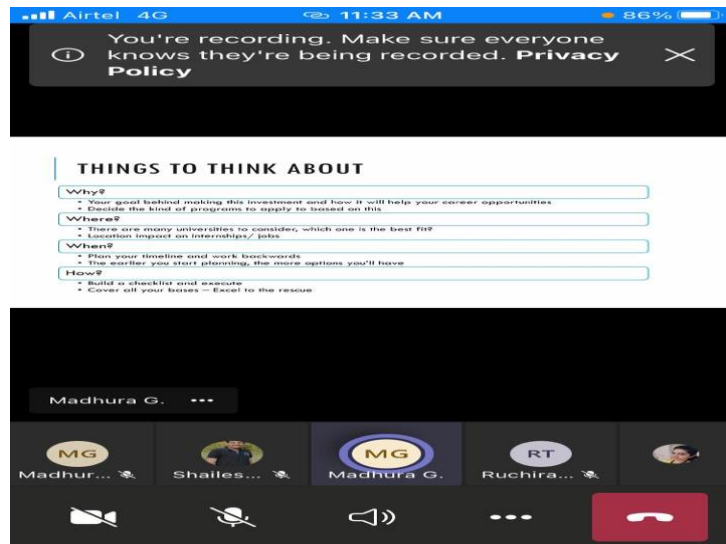 Airtel 4G 11:33 AM 86%
You're recording. Make sure everyone
knows they're being recorded. Privacy
Policy
THINGS TO THINK ABOUT
Why?
• Your goal behind making this investment and how it will help your career opportunities
• Decide the kind of programs to apply to based on this
Where?
• There are many universities to consider, which one is the best fit?
• Location impact on internships/ jobs
When?
• Plan your timeline and work backwards
• The earlier you start planning, the more options you'll have
How?
• Build a checklist and execute
• Cover all your bases – Excel to the rescue
Madhura G. •••
MG MG RT
Madhur... Shailes... Madhura G. Ruchira...